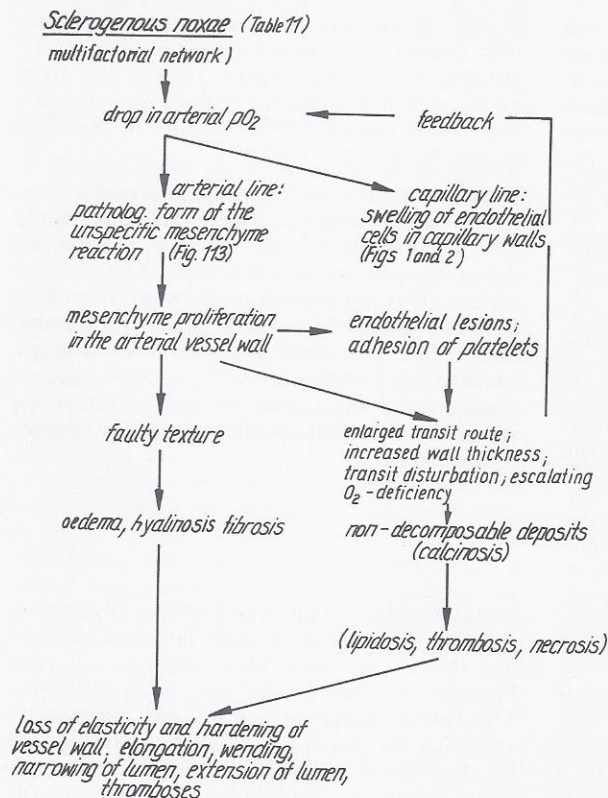 Sclerogenous noxae (Table 11)
multifactorial network)
drop in arterial pO2
feedback
arterial line:
patholog. form of the
unspecific mesenchyme
reaction (Fig. 113)
capillary line:
swelling of endothelial
cells in capillary walls
(Figs 1 and 2)
mesenchyme proliferation
in the arterial vessel wall
endothelial lesions;
adhesion of platelets
faulty texture
enlarged transit route;
increased wall thickness;
transit disturbation; escalating
O2-deficiency
oedema, hyalinosis fibrosis
non-decomposable deposits
(calcinosis)
(lipidosis, thrombosis, necrosis)
loss of elasticity and hardening of
vessel wall, elongation, wending,
narrowing of lumen, extension of lumen,
thromboses